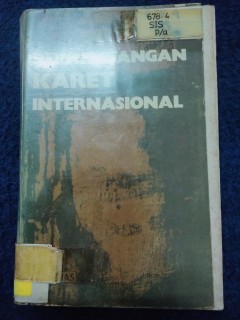 678.4
SIS
p/a
KARET
INTERNASIONAL